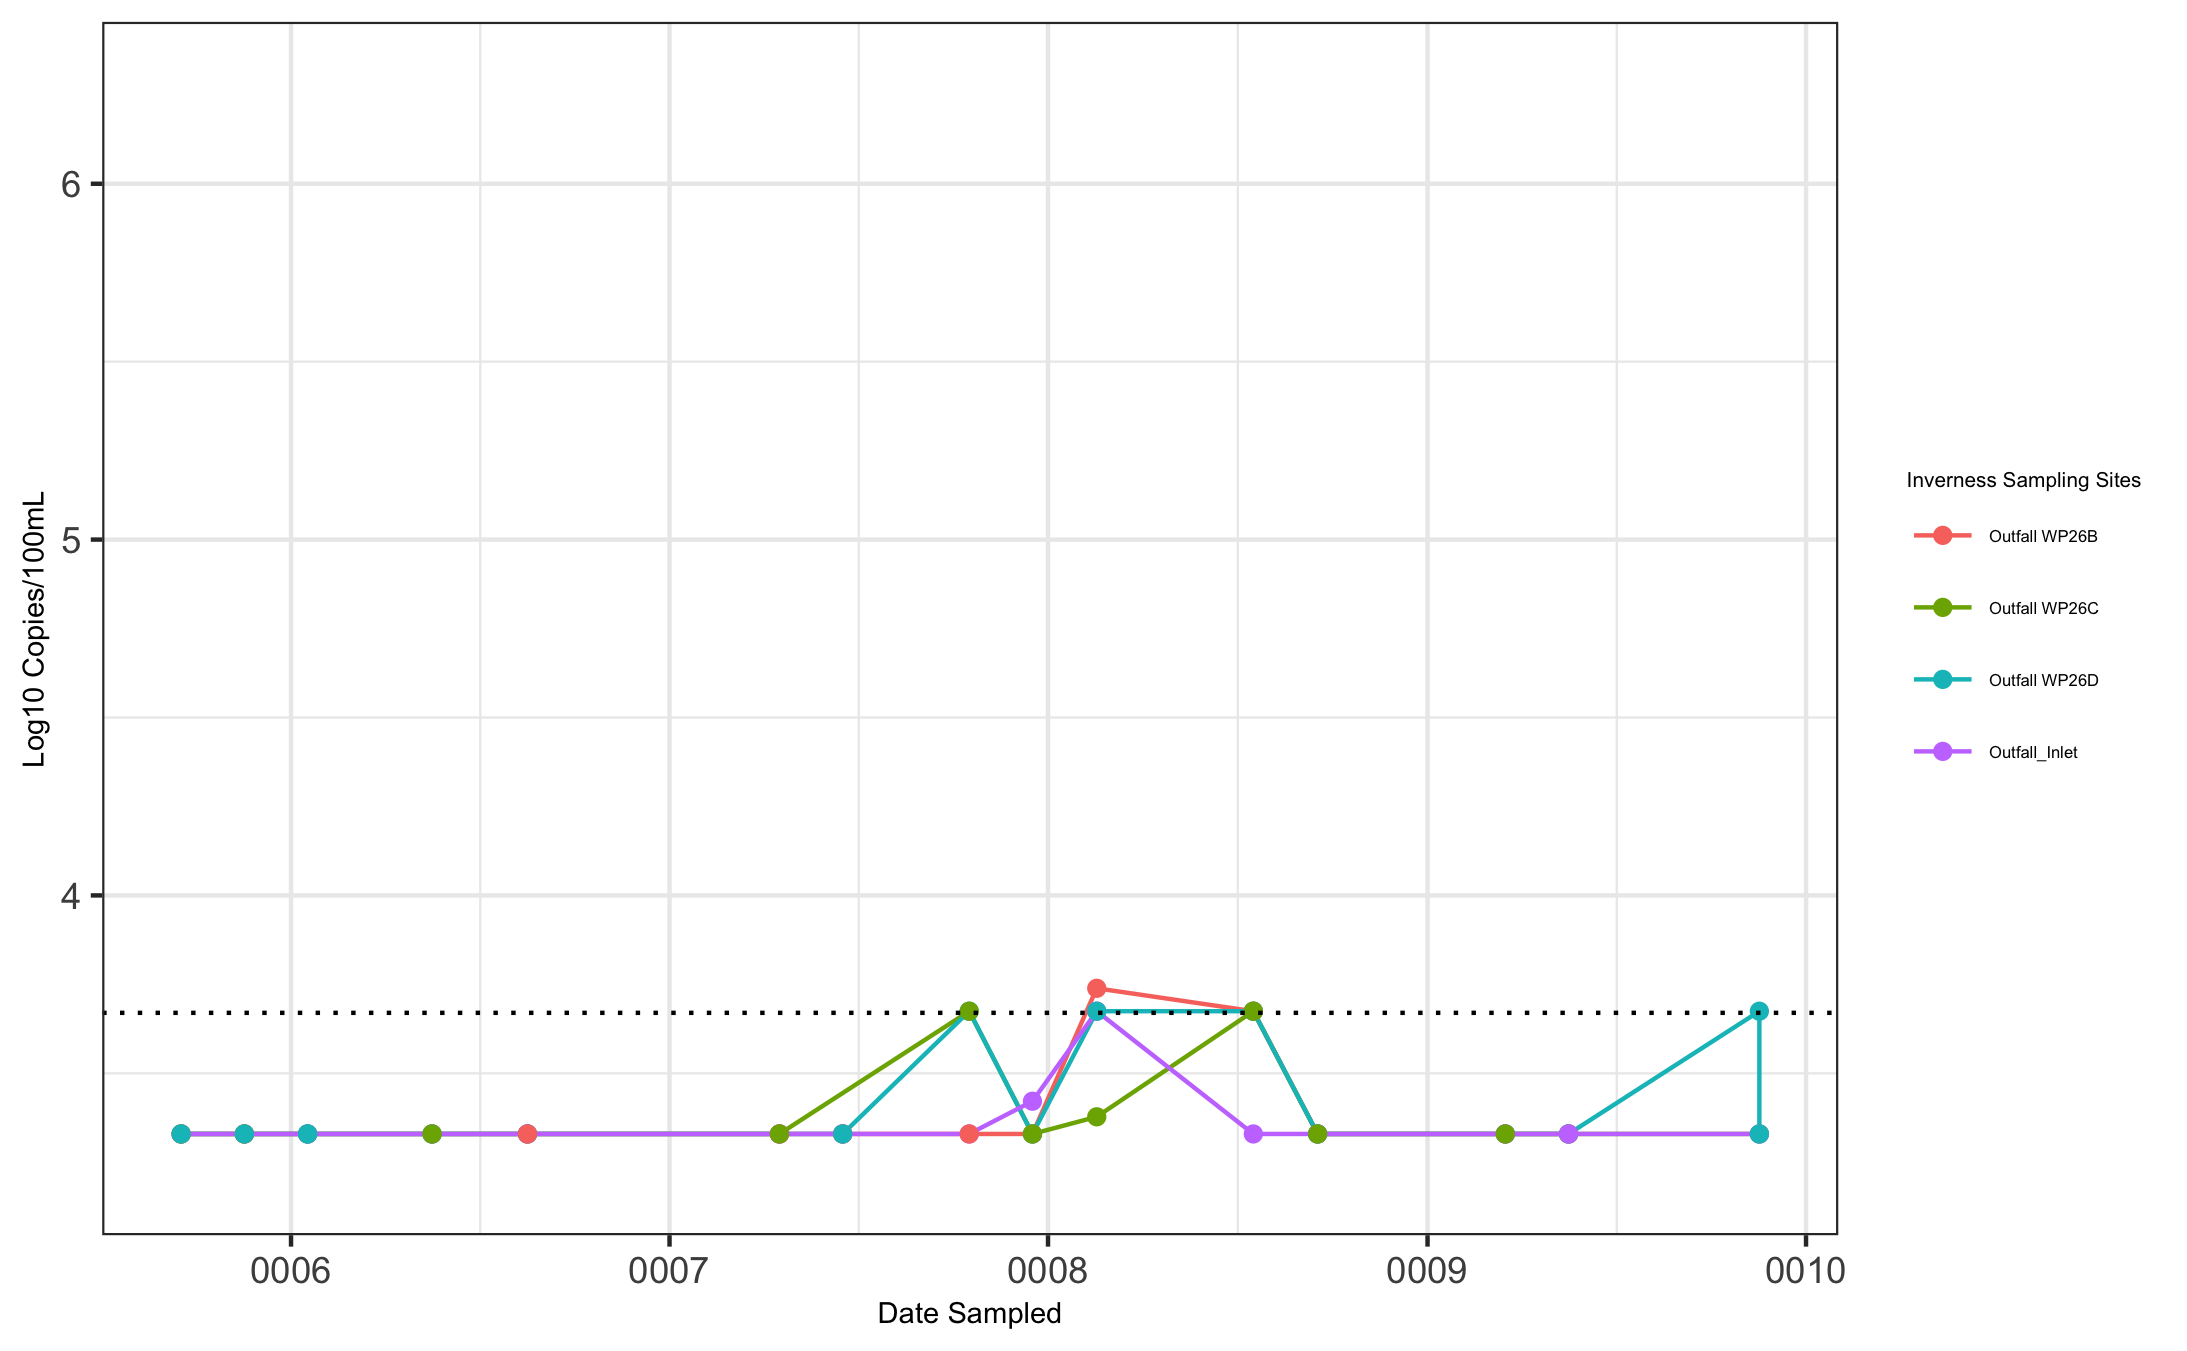 6
5
4
Log10 Copies/100mL
0006 0007 0008 0009 0010
Date Sampled
Inverness Sampling Sites
Outfall WP26B
Outfall WP26C
Outfall WP26D
Outfall_Inlet